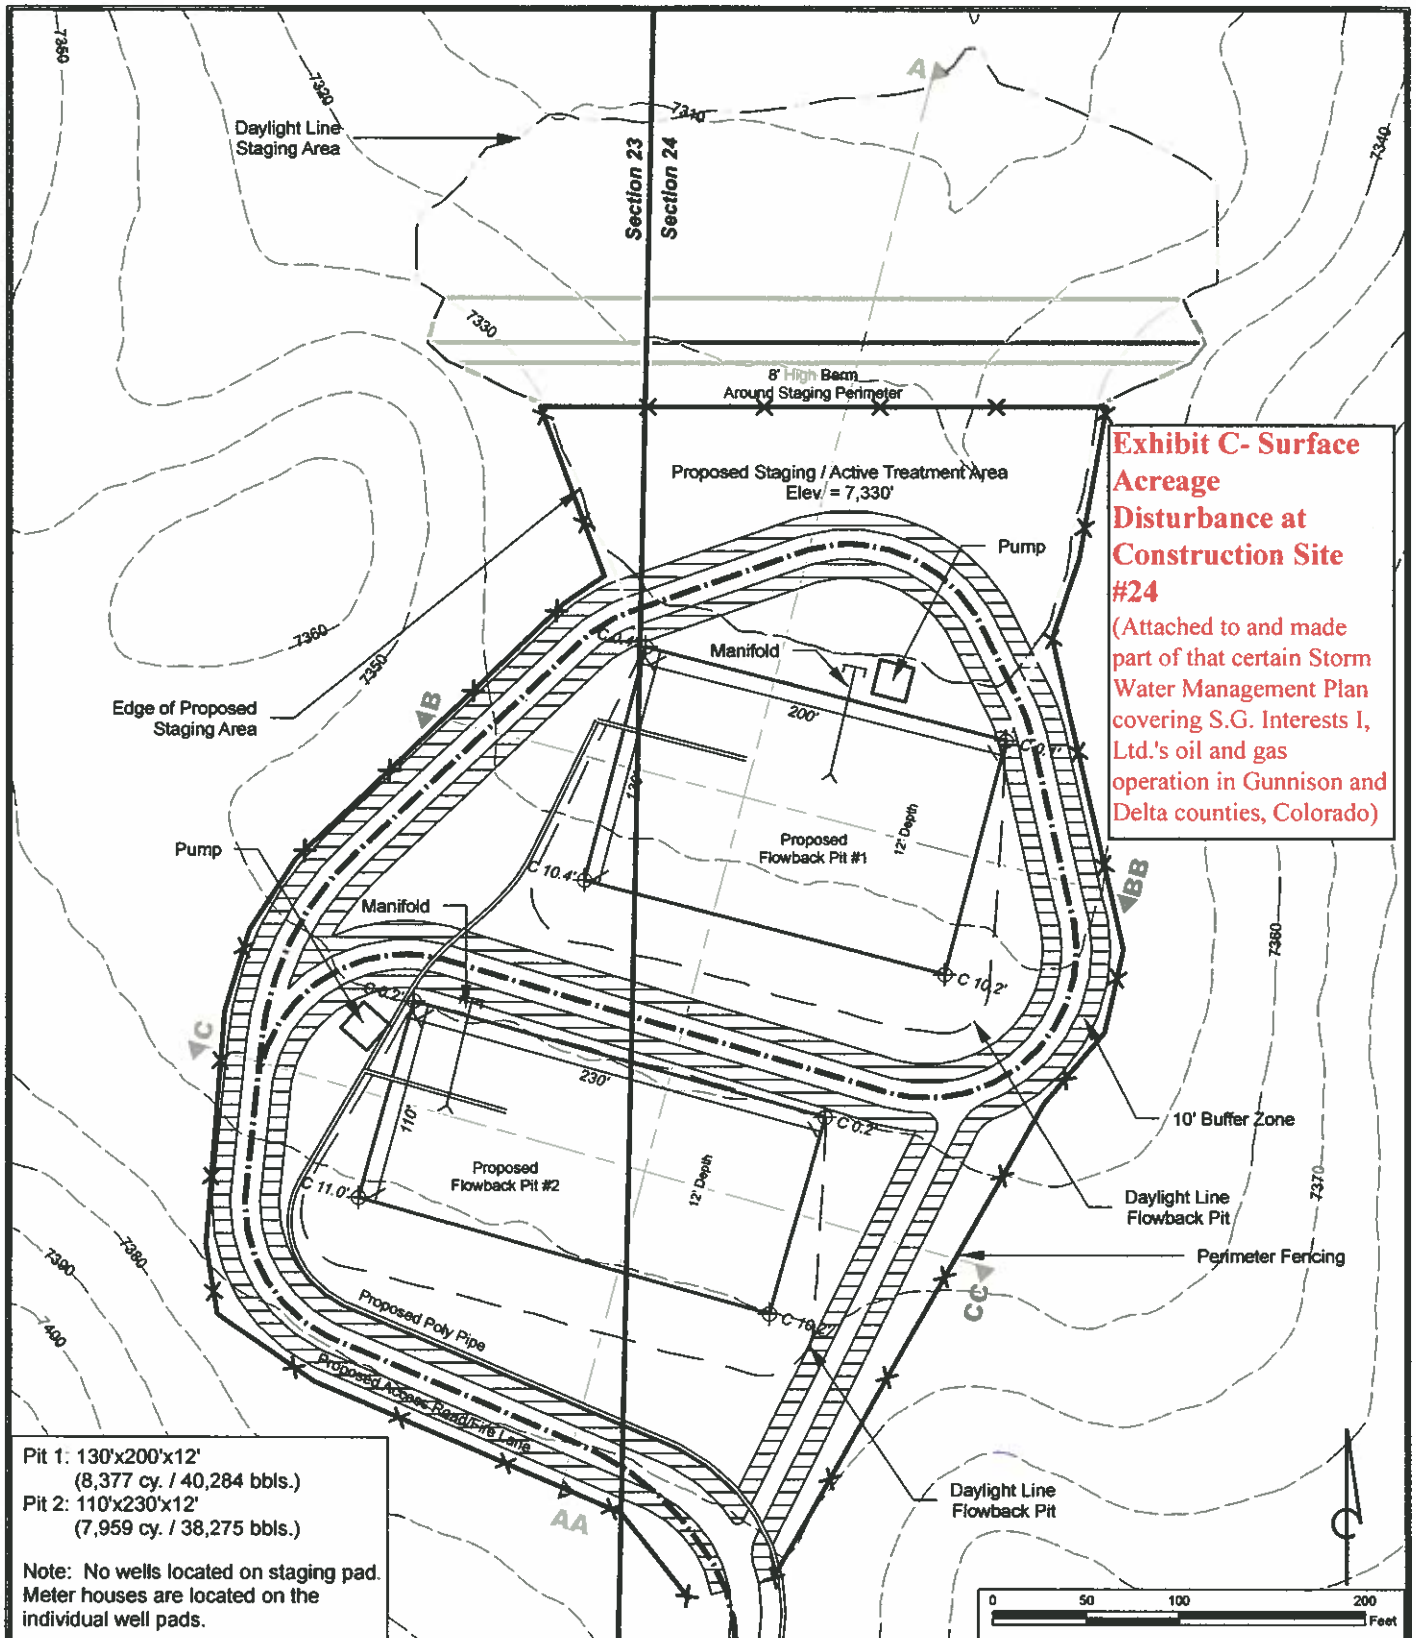 7350
7320
7310
A
7340
Daylight Line
Staging Area
Section 23
Section 24
7330
8' High Berm
Around Staging Perimeter
Proposed Staging / Active Treatment Area
Elev. = 7,330'
Exhibit C- Surface
Acreage
Disturbance at
Construction Site
#24
(Attached to and made
part of that certain Storm
Water Management Plan
covering S.G. Interests I,
Ltd.'s oil and gas
operation in Gunnison and
Delta counties, Colorado)
Pump
7360
7350
C 0.4'
Manifold
200'
Edge of Proposed
Staging Area
B
Proposed
Flowback Pit #1
12' Depth
Pump
C 10.4'
BB
Manifold
7360
C 10.2'
C 0.2'
C
230'
110'
C 0.2'
10' Buffer Zone
Proposed
Flowback Pit #2
12' Depth
C 11.0'
7370
Daylight Line
Flowback Pit
7390
7380
Perimeter Fencing
CC
7400
Proposed Poly Pipe
C 10.2'
Proposed Access Road/Fire Lane
Pit 1: 130'x200'x12'
(8,377 cy. / 40,284 bbls.)
Pit 2: 110'x230'x12'
(7,959 cy. / 38,275 bbls.)
Note: No wells located on staging pad.
Meter houses are located on the
individual well pads.
AA
Daylight Line
Flowback Pit
0 50 100 200
Feet